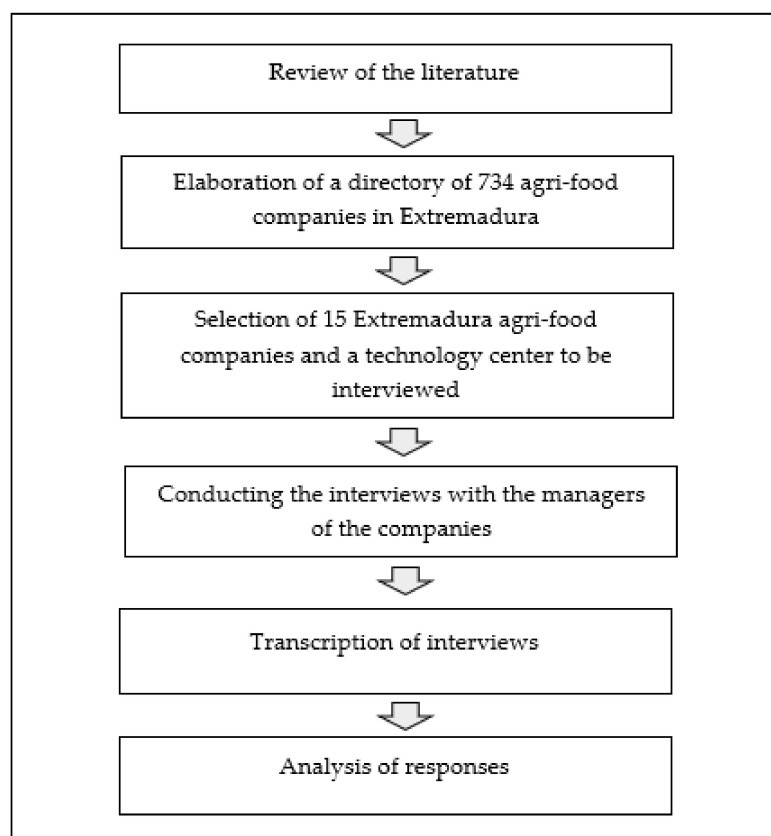 Review of the literature
Elaboration of a directory of 734 agri-food
companies in Extremadura
Selection of 15 Extremadura agri-food
companies and a technology center to be
interviewed
Conducting the interviews with the managers
of the companies
Transcription of interviews
Analysis of responses